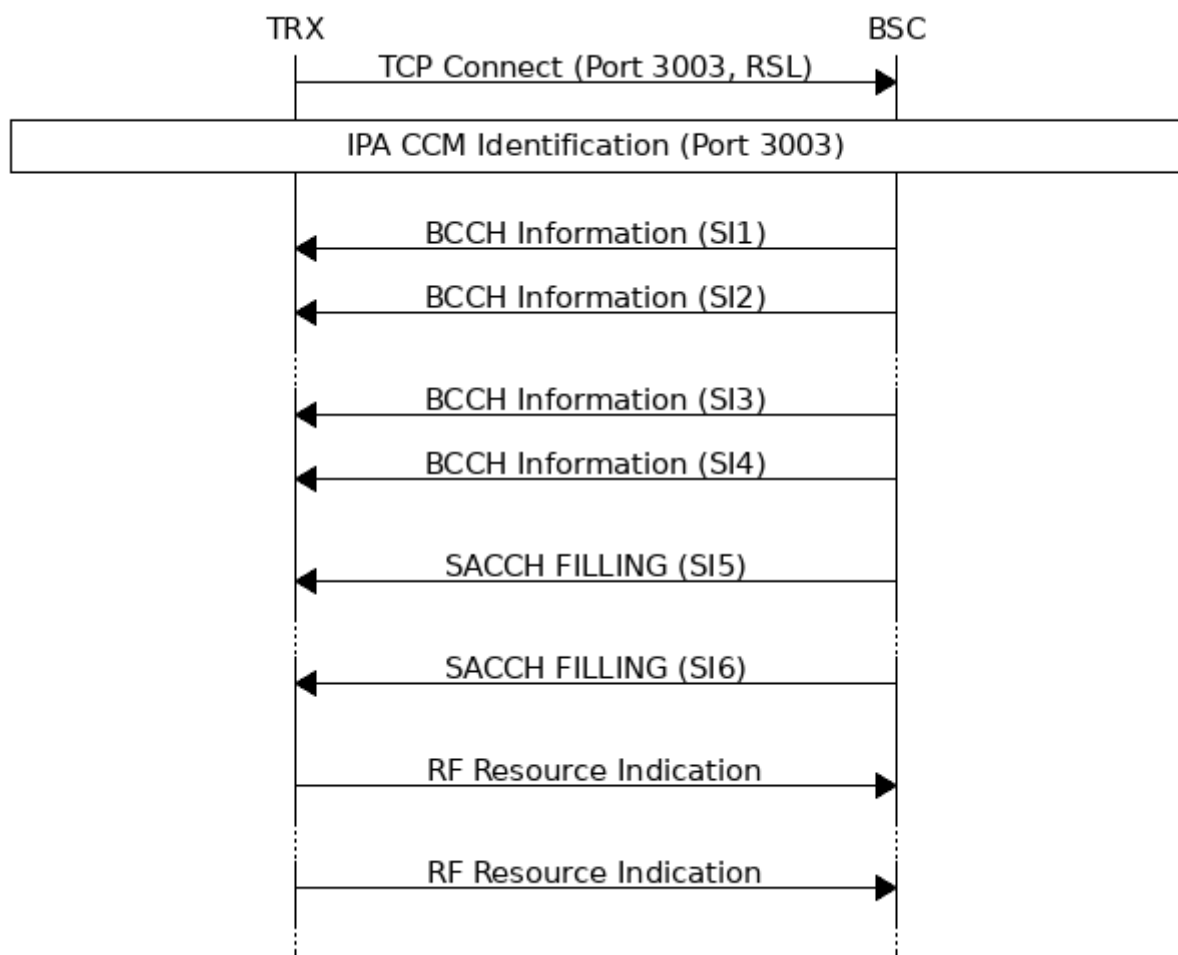 TRX BSC
TCP Connect (Port 3003, RSL)
IPA CCM Identification (Port 3003)
BCCH Information (SI1)
BCCH Information (SI2)
BCCH Information (SI3)
BCCH Information (SI4)
SACCH FILLING (SI5)
SACCH FILLING (SI6)
RF Resource Indication
RF Resource Indication